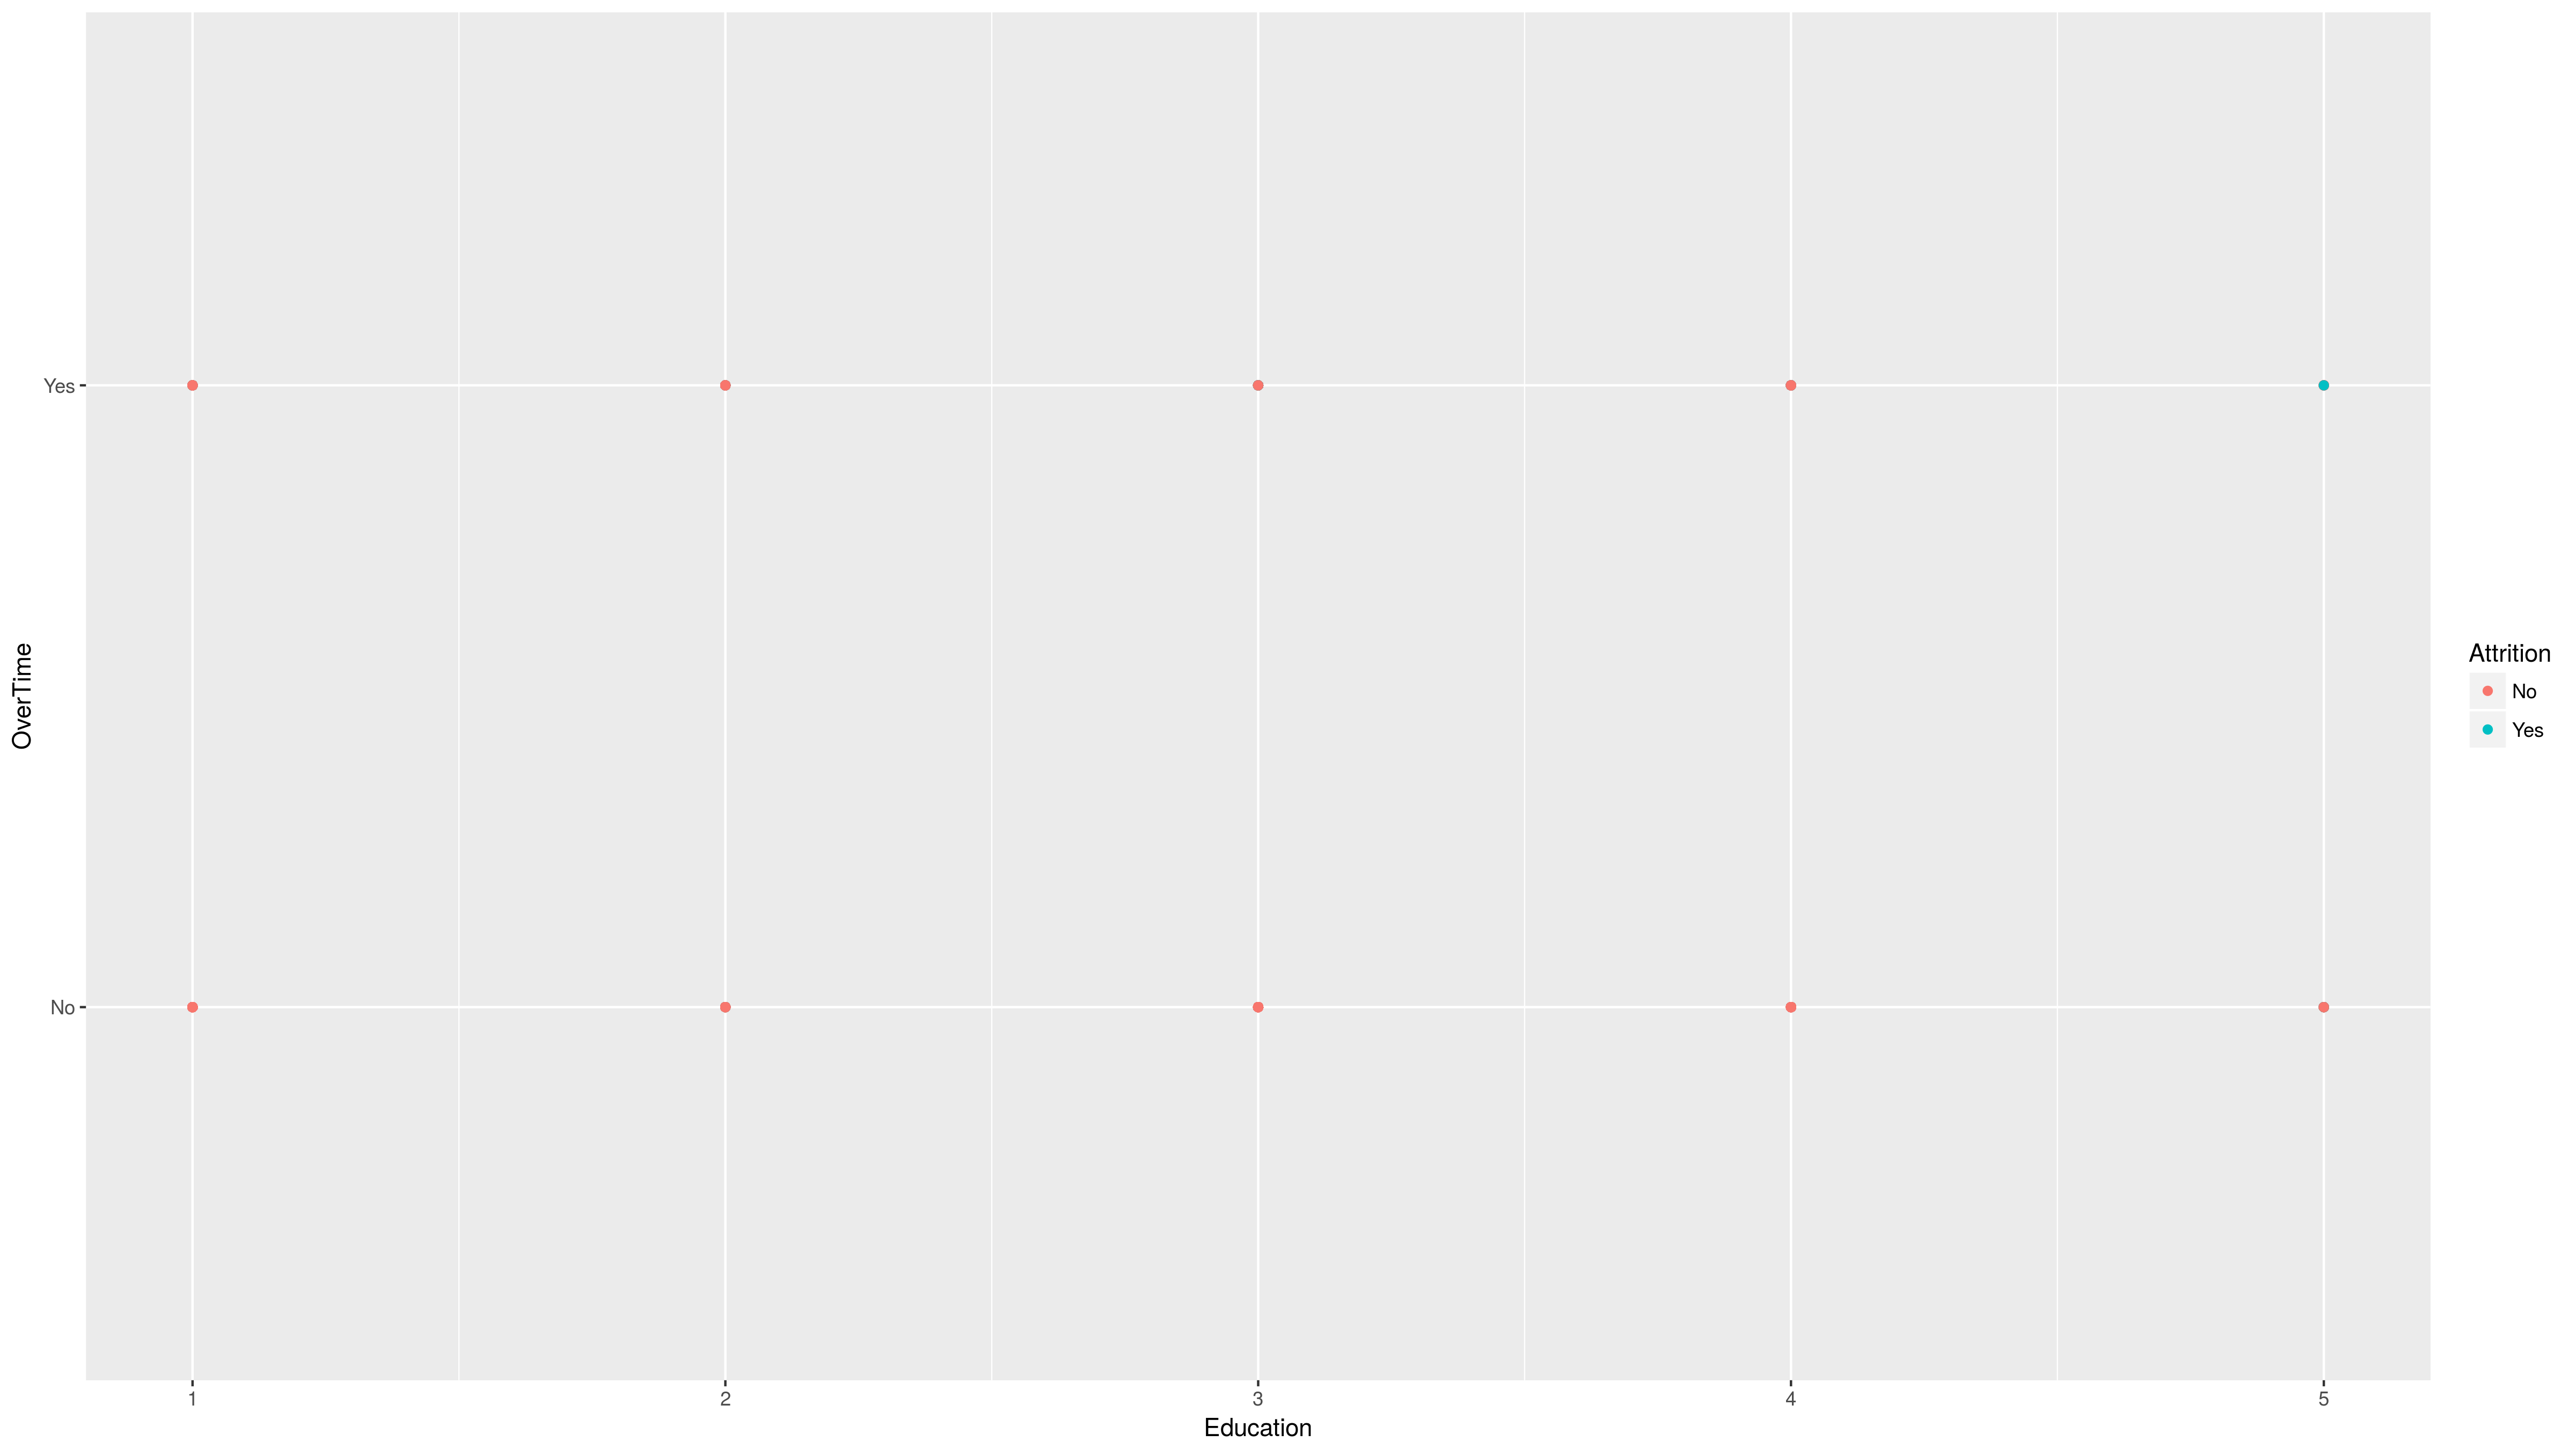 Yes
No
OverTime
1 2 3 4 5
Education
Attrition
No
Yes